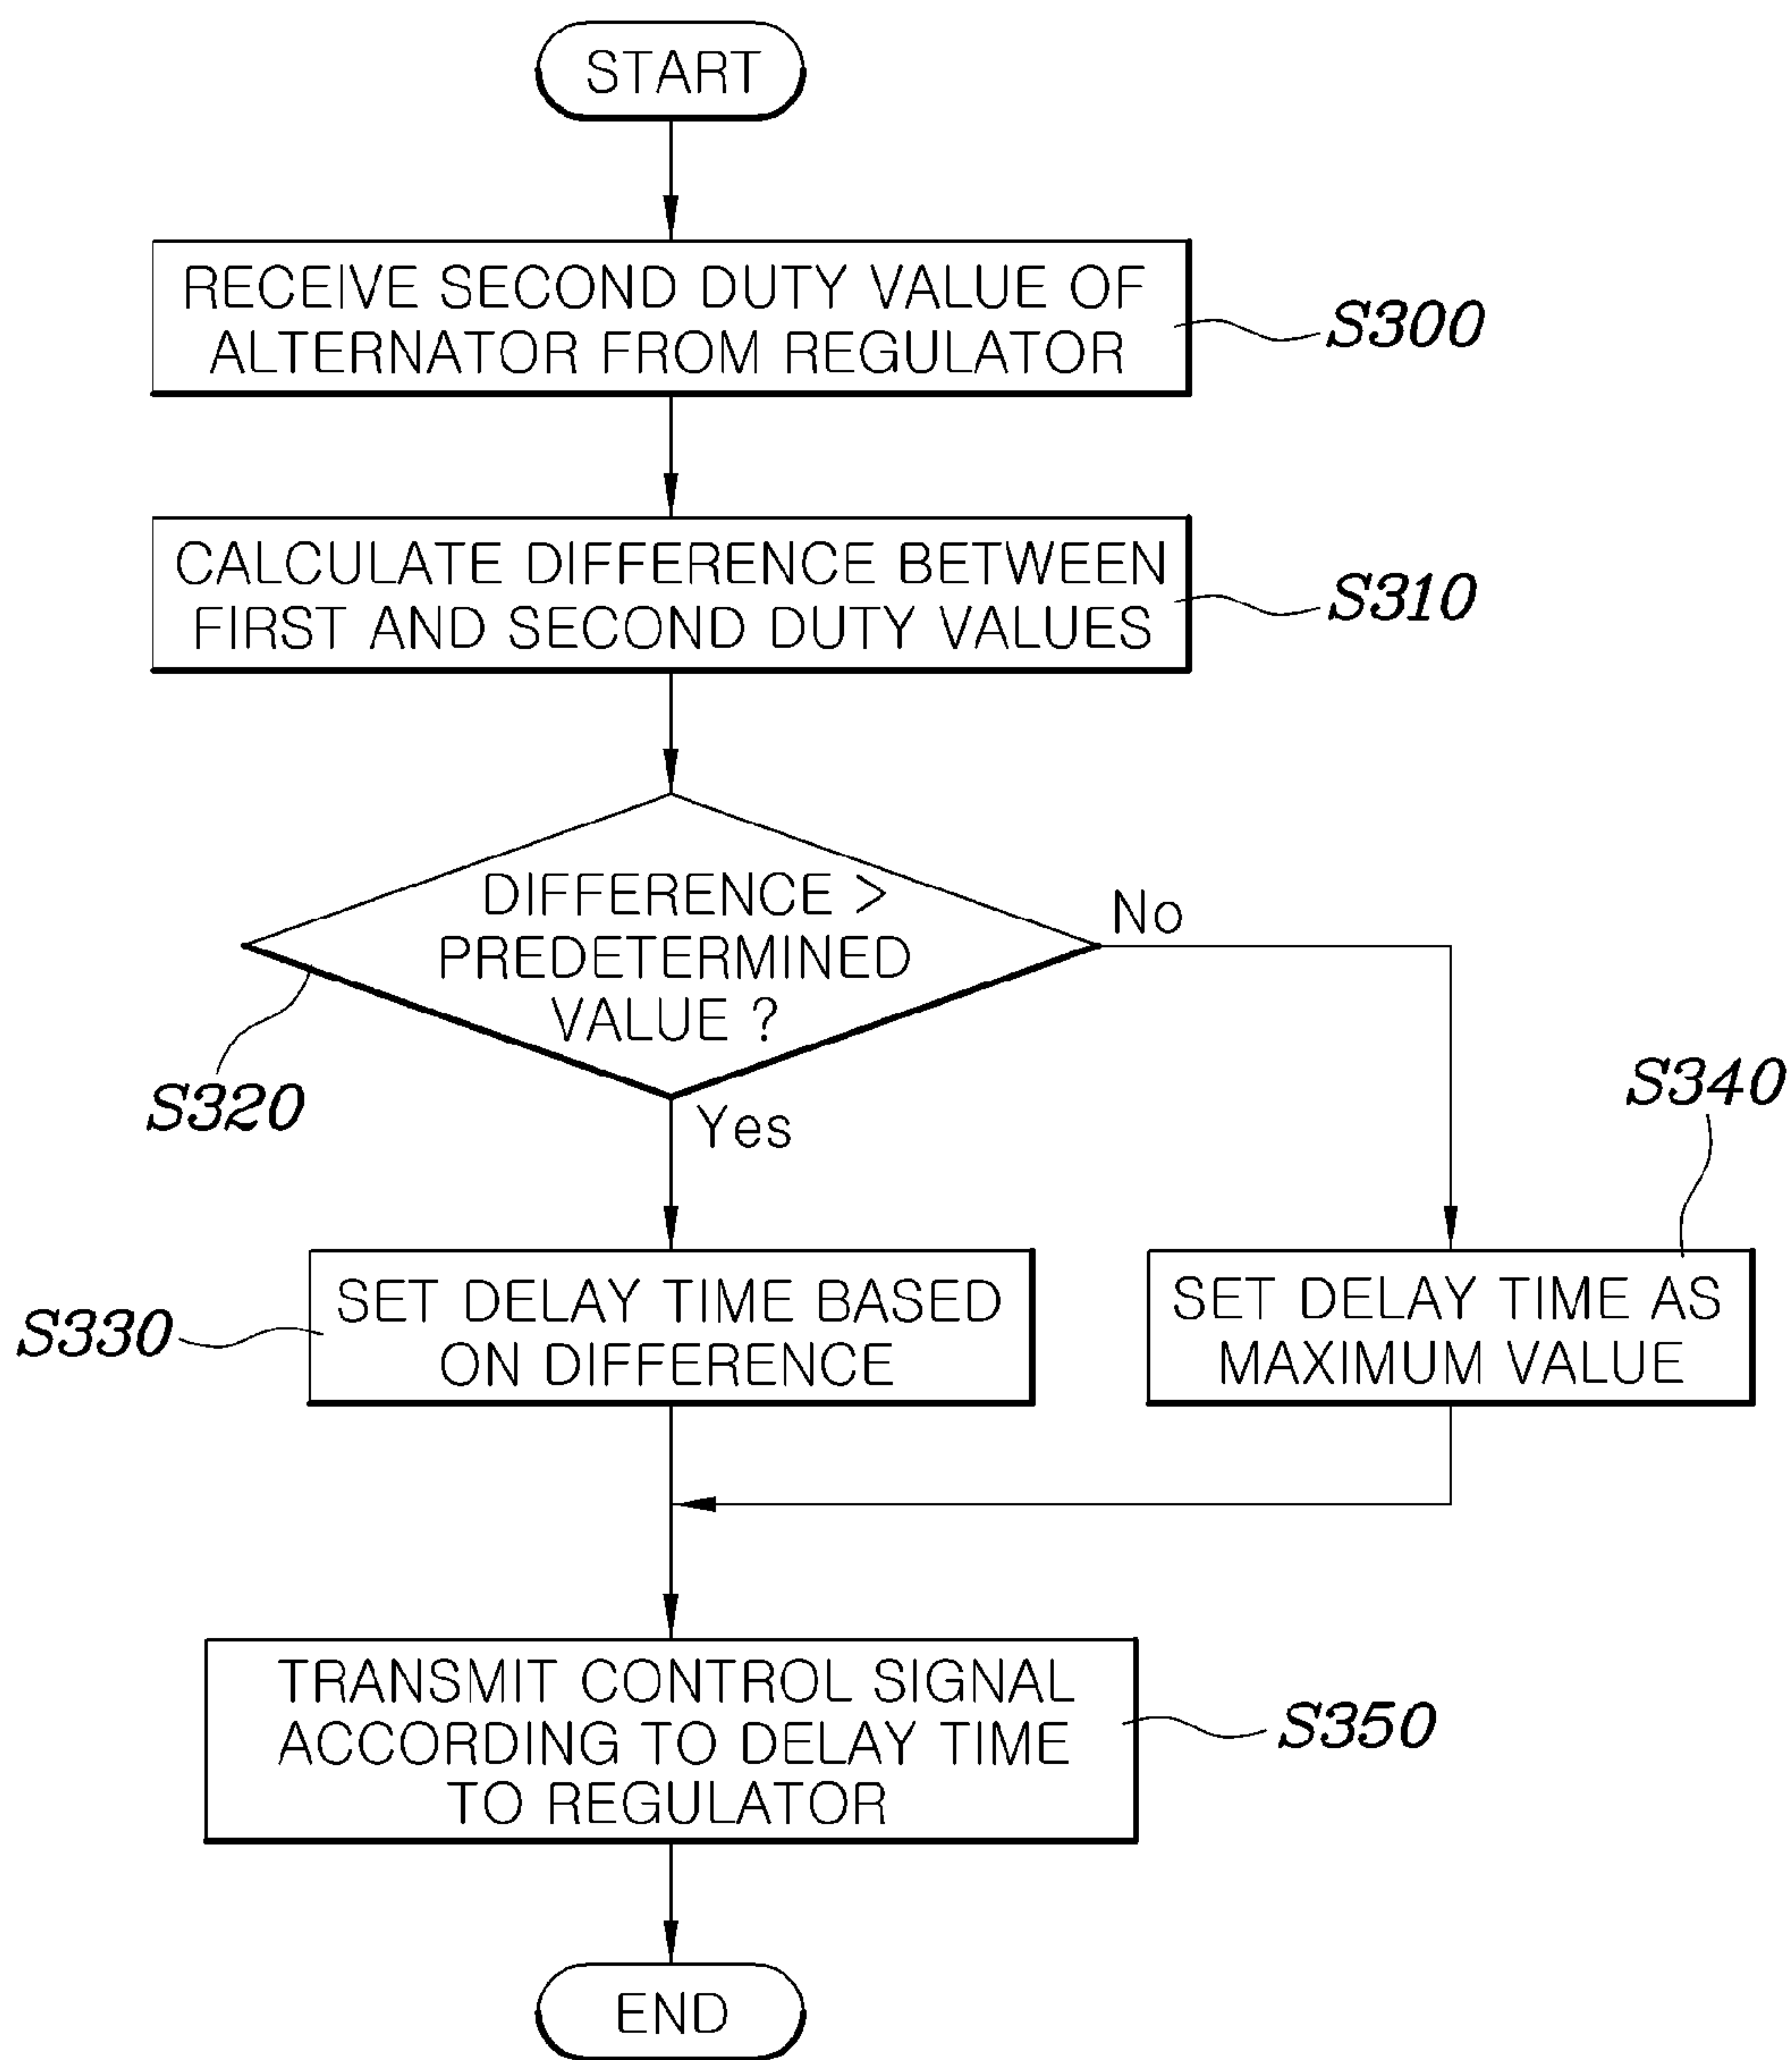 START
RECEIVE SECOND DUTY VALUE OF
ALTERNATOR FROM REGULATOR
S300
CALCULATE DIFFERENCE BETWEEN
FIRST AND SECOND DUTY VALUES
S310
DIFFERENCE >
PREDETERMINED
VALUE ?
No
S320
Yes
S340
SET DELAY TIME BASED
ON DIFFERENCE
S330
SET DELAY TIME AS
MAXIMUM VALUE
TRANSMIT CONTROL SIGNAL
ACCORDING TO DELAY TIME
TO REGULATOR
S350
END